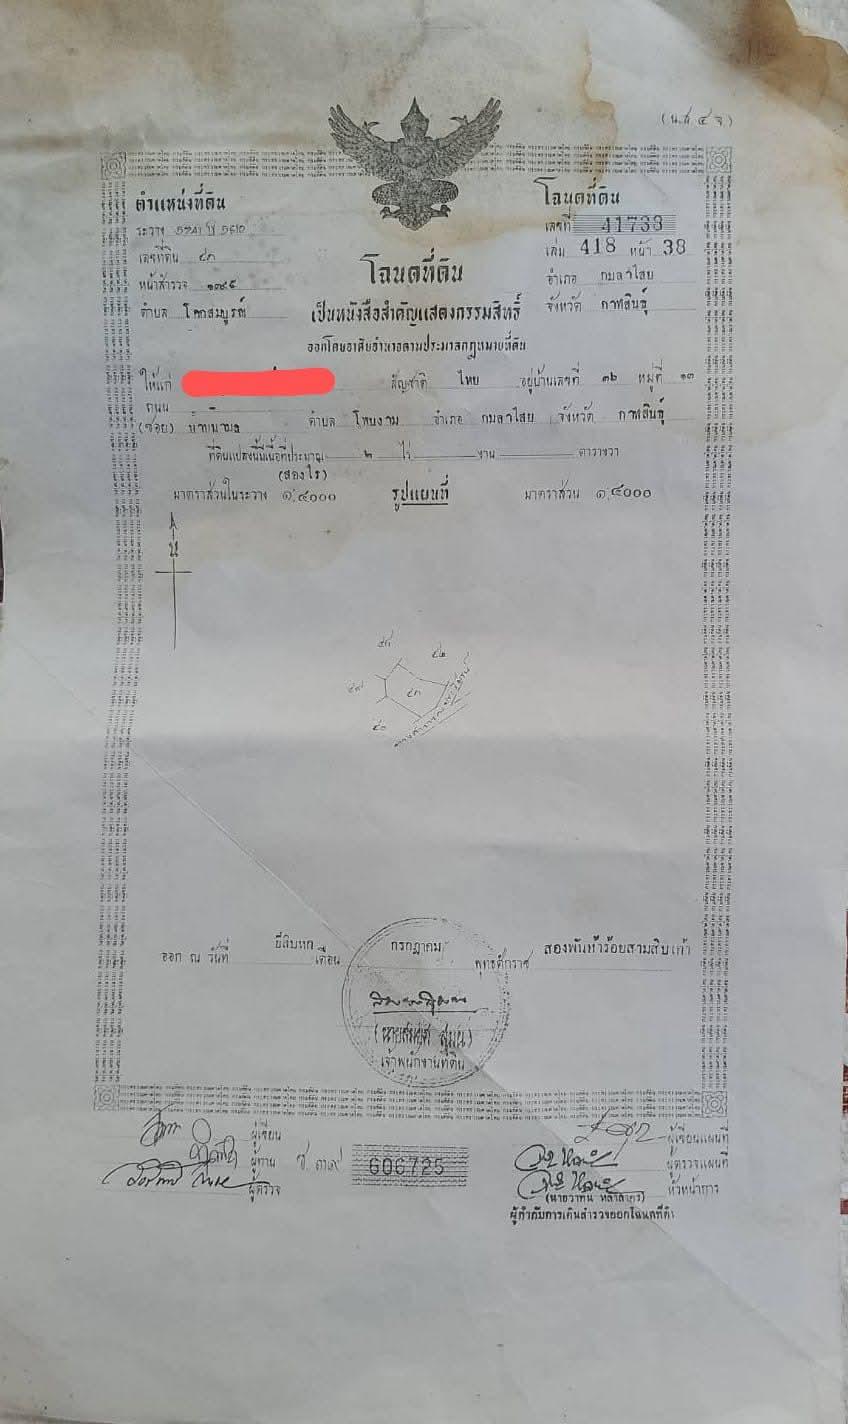 (น.ส. ๔ จ)
ตำแหน่งที่ดิน
ระวาง 5741 II 5610
เลขที่ดิน ๔๓
หน้าสำรวจ ๑๓๙๕
ตำบล โคกสมบูรณ์
โฉนดที่ดิน
เลขที่ 41738
เล่ม 418 หน้า 38
อำเภอ กมลาไสย
จังหวัด กาฬสินธุ์
โฉนดที่ดิน
เป็นหนังสือสำคัญแสดงกรรมสิทธิ์
ออกโดยอาศัยอำนาจตามประมวลกฎหมายที่ดิน
ให้แก่ สัญชาติ ไทย อยู่บ้านเลขที่ ๓๖ หมู่ที่ ๑๓
ถนน
(ซอย) ตำบล โพนงาม อำเภอ กมลาไสย จังหวัด กาฬสินธุ์
ที่ดินแปลงนี้มีเนื้อที่ประมาณ ๒ ไร่ งาน ตารางวา
(สองไร่)
มาตราส่วนในระวาง ๑:๔๐๐๐ รูปแผนที่ มาตราส่วน ๑:๔๐๐๐
น
๔๒
๔๓
๔๐
ออก ณ วันที่ ยี่สิบหก เดือน กรกฎาคม พุทธศักราช สองพันห้าร้อยสามสิบเก้า
เจ้าพนักงานที่ดิน
ผู้เขียน
ผู้ทาน
ผู้ตรวจ
606725
ผู้เขียนแผนที่
ผู้ตรวจแผนที่
หัวหน้าการ
ผู้กำกับการเดินสำรวจออกโฉนดที่ดิน